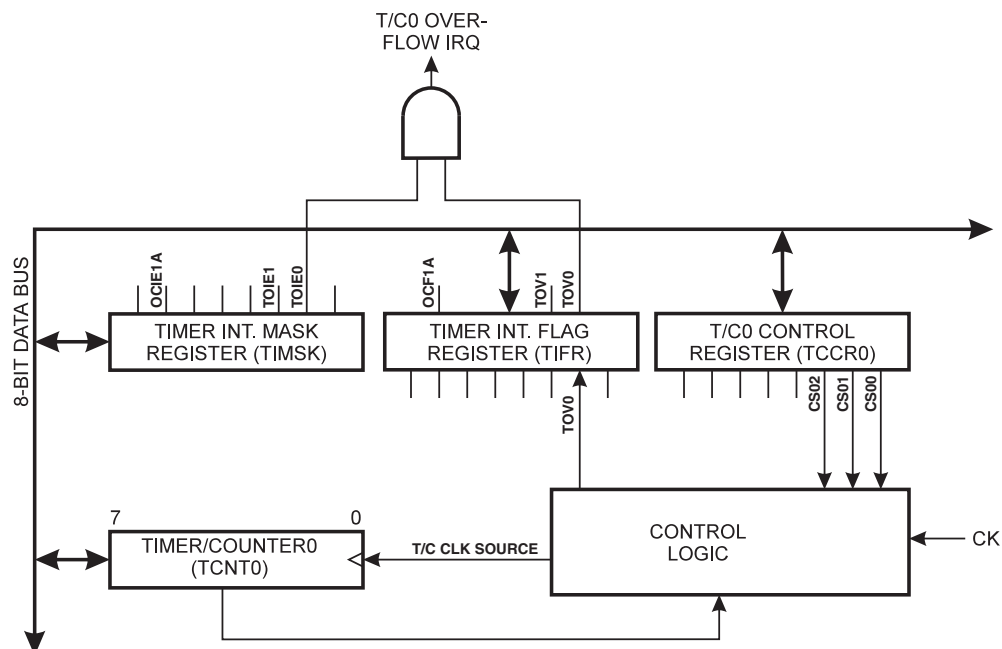 T/C0 OVER-
FLOW IRQ
8-BIT DATA BUS
OCIE1A
TOIE1
TOIE0
OCF1A
TOV1
TOV0
TIMER INT. MASK
REGISTER (TIMSK)
TIMER INT. FLAG
REGISTER (TIFR)
T/C0 CONTROL
REGISTER (TCCR0)
TOV0
CS02
CS01
CS00
7
0
TIMER/COUNTER0
(TCNT0)
T/C CLK SOURCE
CONTROL
LOGIC
CK